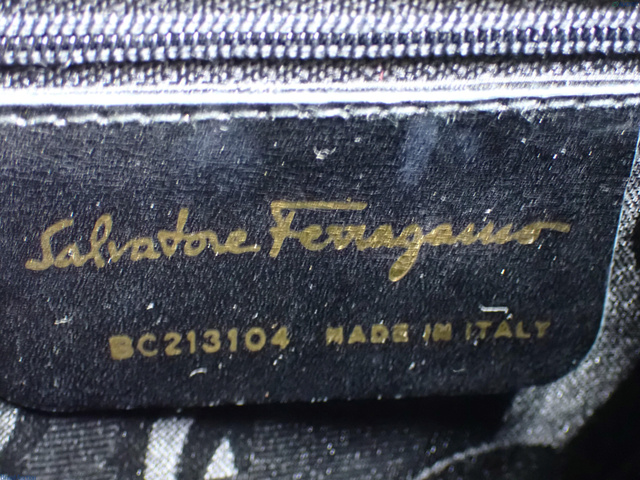 Salvatore Ferragamo
BC213104 MADE IN ITALY